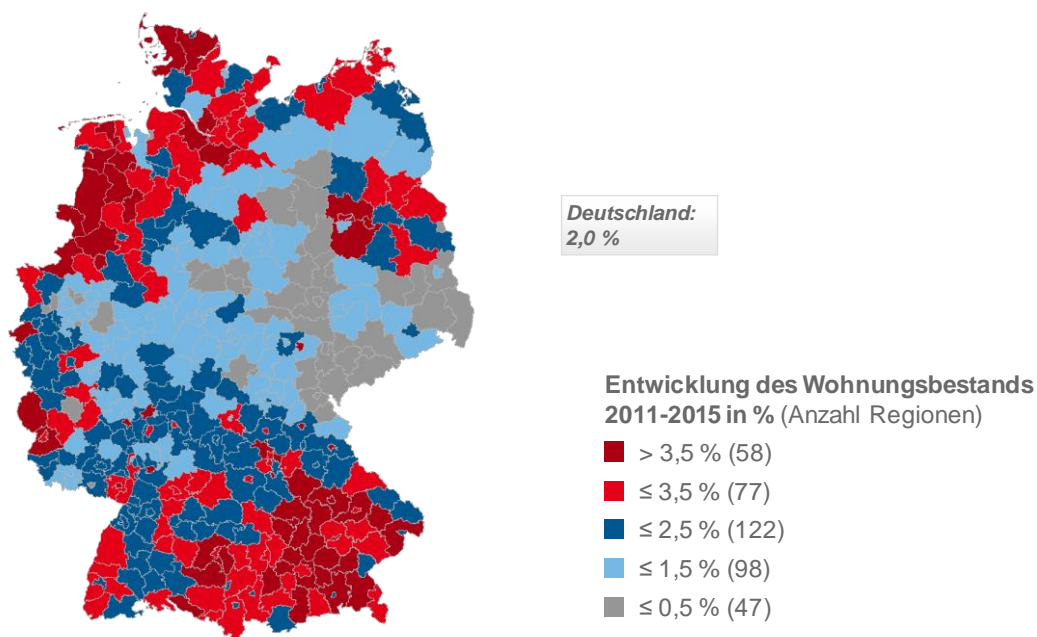 Deutschland:
2,0 %
Entwicklung des Wohnungsbestands
2011-2015 in % (Anzahl Regionen)
> 3,5 % (58)
≤ 3,5 % (77)
≤ 2,5 % (122)
≤ 1,5 % (98)
≤ 0,5 % (47)